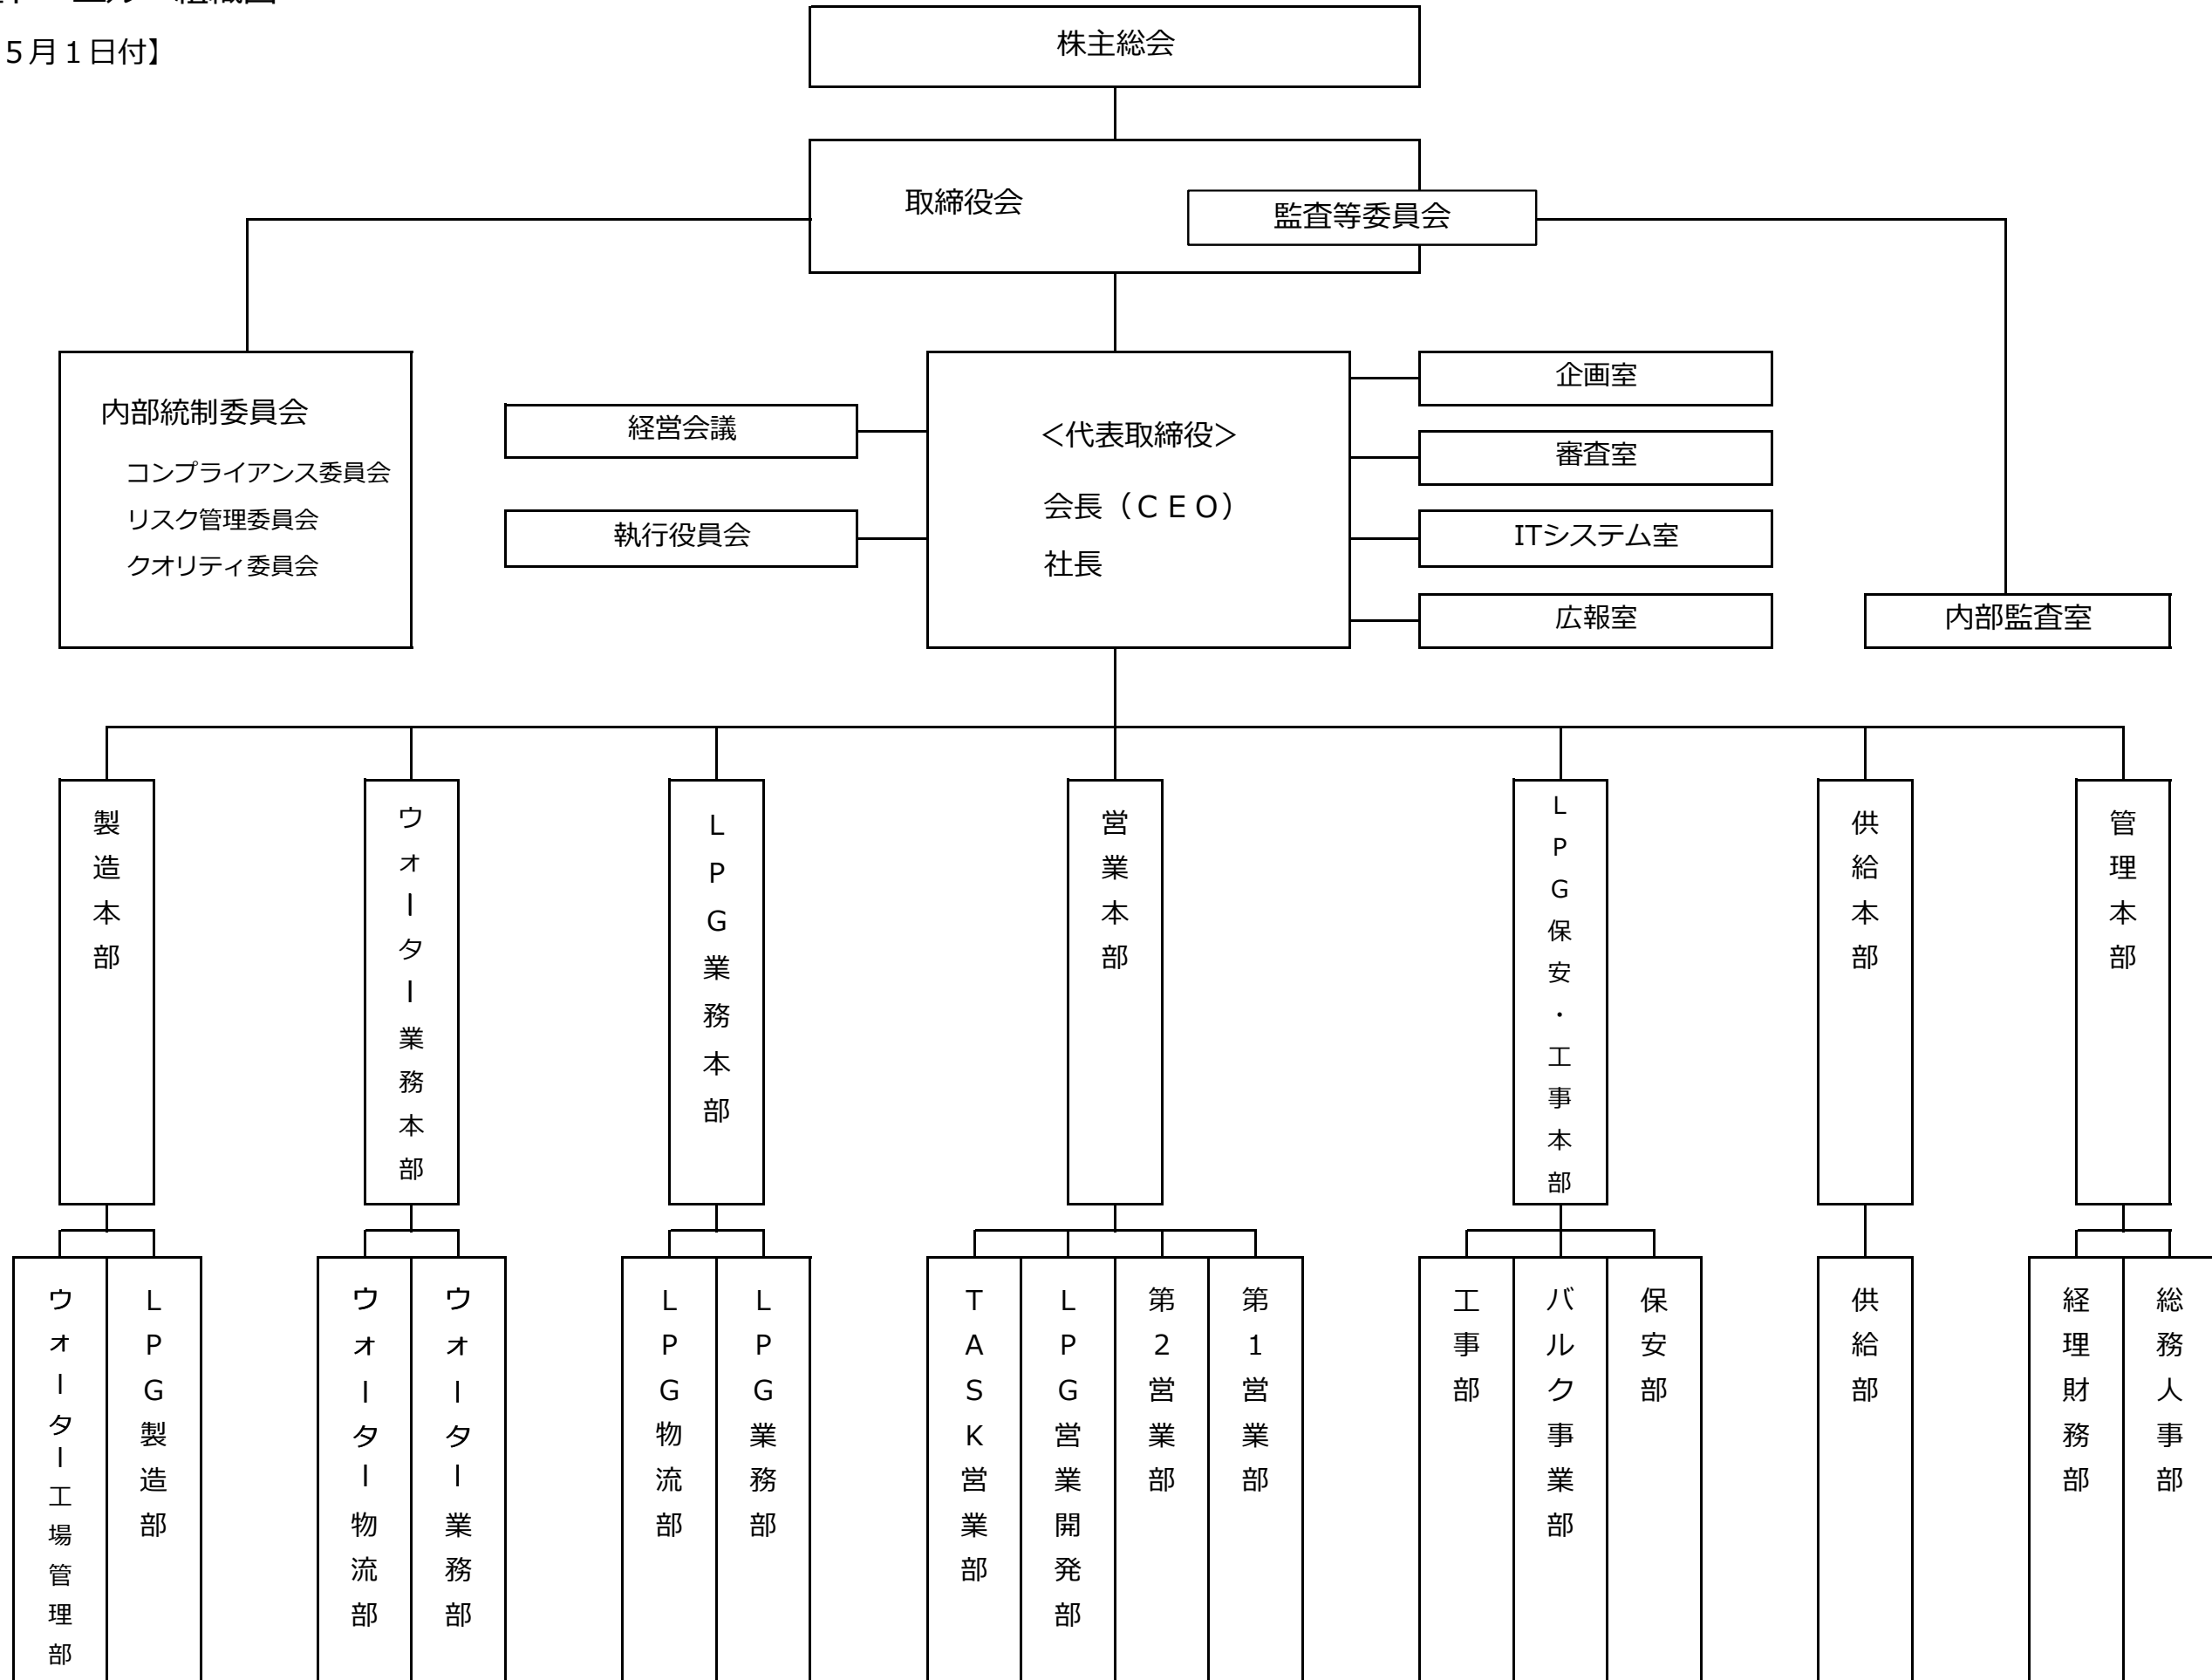 組織図
5月1日付】
株主総会
取締役会
監査等委員会
内部統制委員会
コンプライアンス委員会
リスク管理委員会
クオリティ委員会
経営会議
執行役員会
＜代表取締役＞
会長（ＣＥＯ）
社長
企画室
審査室
ITシステム室
広報室
内部監査室
製造本部
ウォーター業務本部
LPG業務本部
営業本部
LPG保安・工事本部
供給本部
管理本部
ウォーター工場管理部
LPG製造部
ウォーター物流部
ウォーター業務部
LPG物流部
LPG業務部
TASK営業部
LPG営業開発部
第2営業部
第1営業部
工事部
バルク事業部
保安部
供給部
経理財務部
総務人事部